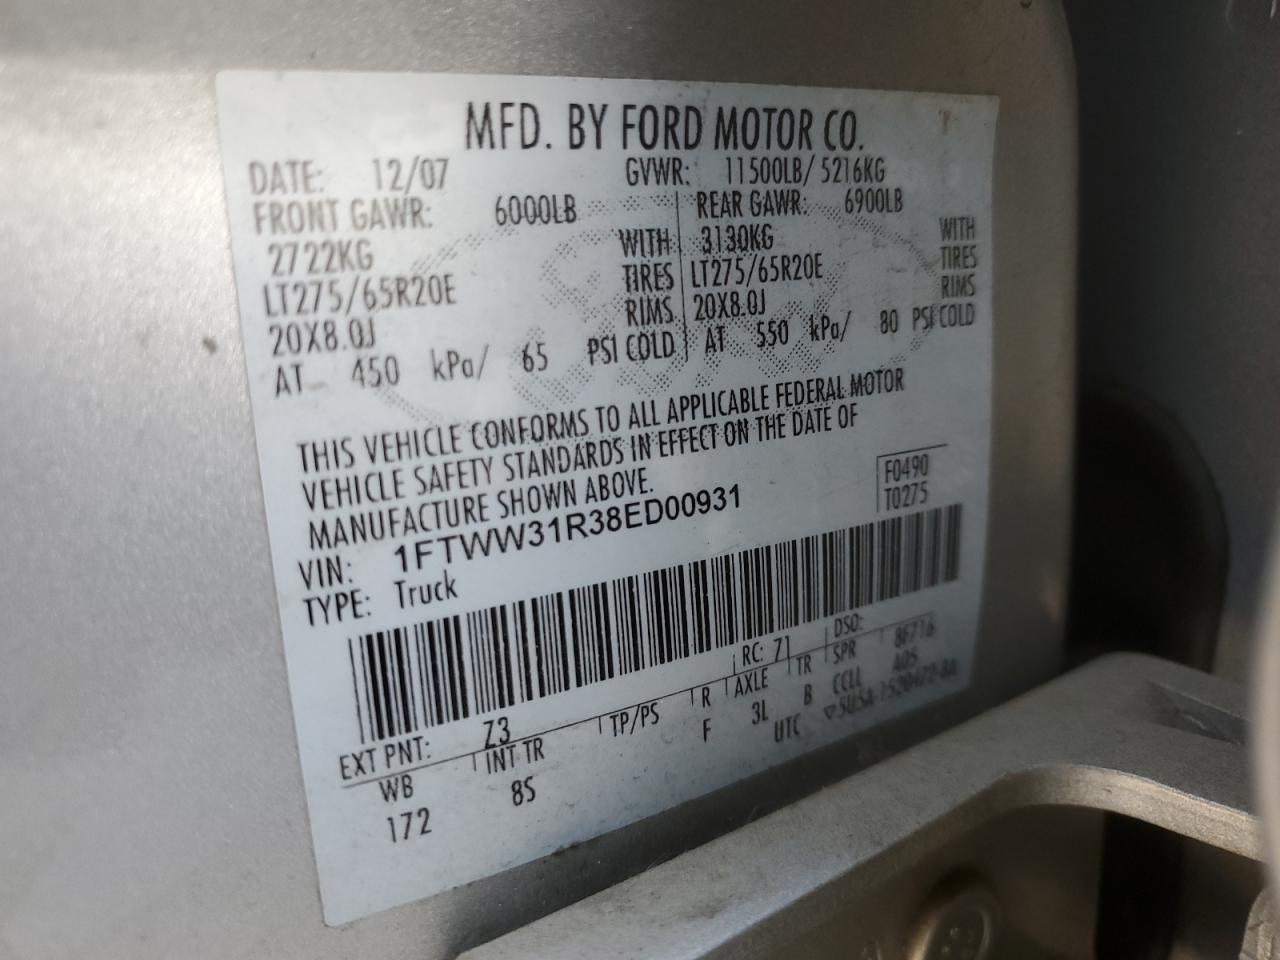 MFD. BY FORD MOTOR CO.
DATE: 12/07 GVWR: 11500LB/ 5216KG
FRONT GAWR: 6000LB REAR GAWR: 6900LB
2722KG WITH 3130KG WITH
LT275/65R20E TIRES LT275/65R20E TIRES
20X8.0J RIMS 20X8.0J RIMS
AT 450 kPa/ 65 PSI COLD AT 550 kPa/ 80 PSI COLD
THIS VEHICLE CONFORMS TO ALL APPLICABLE FEDERAL MOTOR
VEHICLE SAFETY STANDARDS IN EFFECT ON THE DATE OF
MANUFACTURE SHOWN ABOVE.
F0490
VIN: 1FTWW31R38ED00931
T0275
TYPE: Truck
EXT PNT: Z3 RC: 71 DSO:
WB INT TR TP/PS R AXLE TR SPR 8F716
172 8S F 3L B CCLL A05
UTC ▽5USA-1520472-BA